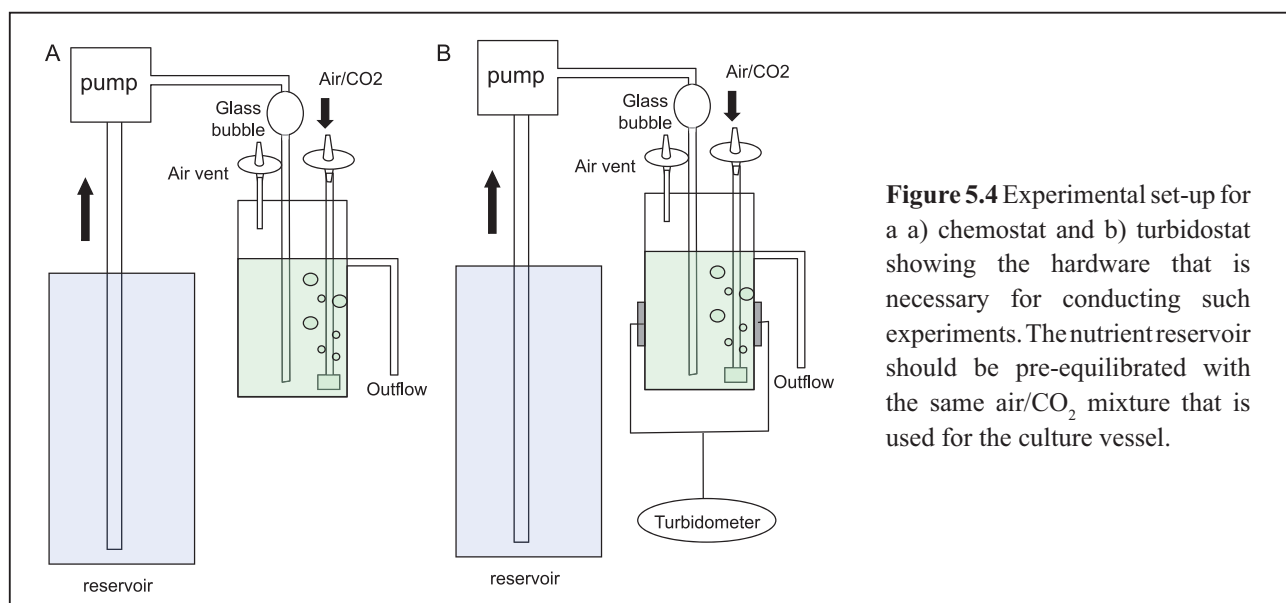 A
pump
Air/CO2
Glass
bubble
Air vent
Outflow
reservoir
B
pump
Air/CO2
Glass
bubble
Air vent
Outflow
Turbidometer
reservoir
Figure 5.4 Experimental set-up for
a a) chemostat and b) turbidostat
showing the hardware that is
necessary for conducting such
experiments. The nutrient reservoir
should be pre-equilibrated with
the same air/CO₂ mixture that is
used for the culture vessel.